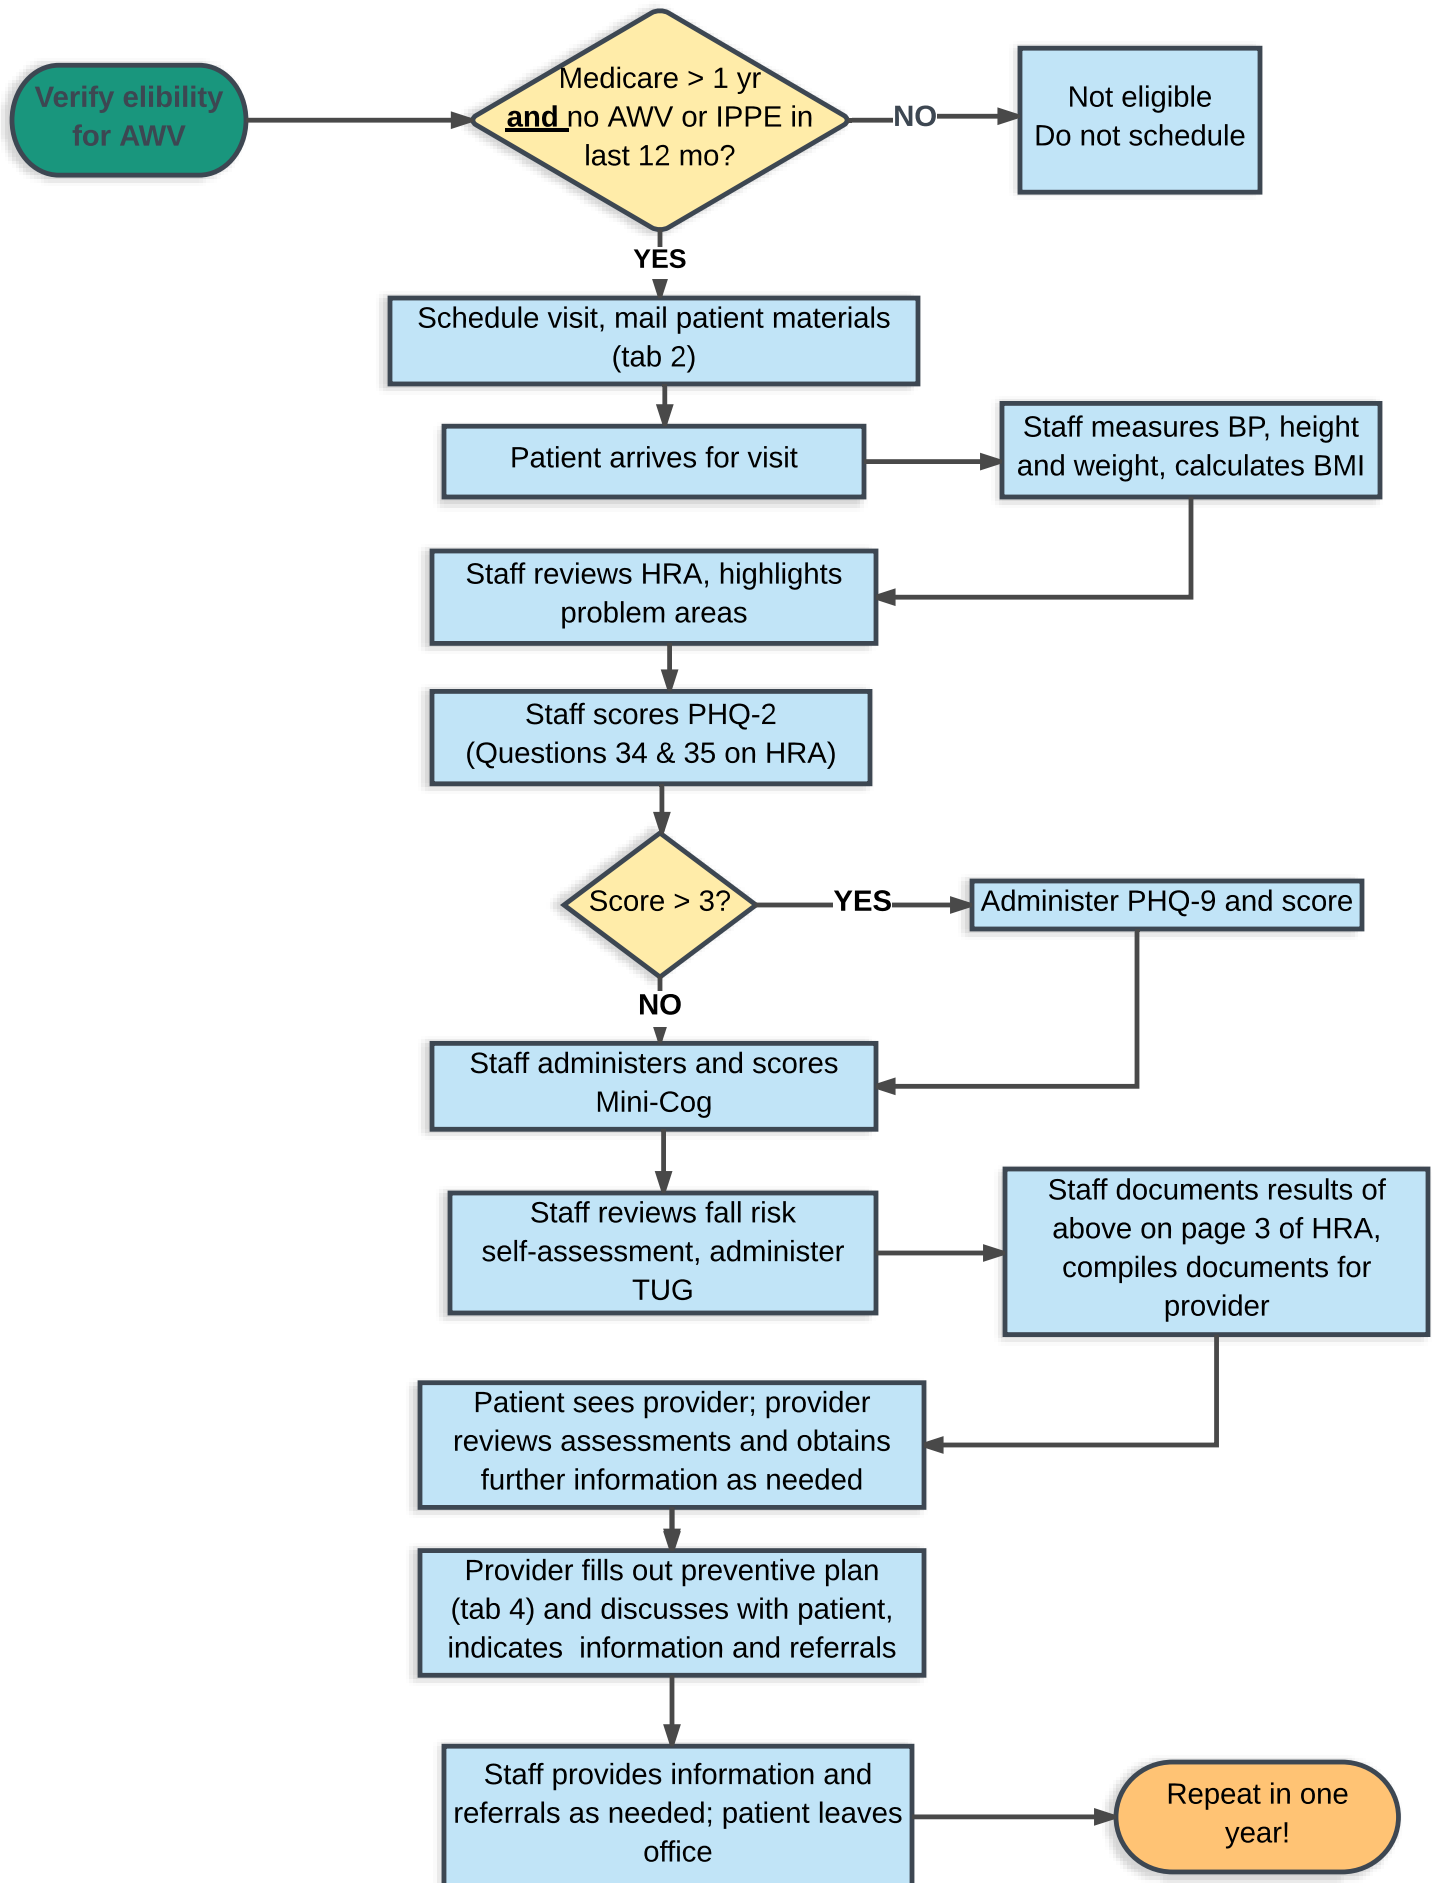 Verify elibility
for AWV
Medicare > 1 yr
and no AWV or IPPE in
last 12 mo?
NO
Not eligible
Do not schedule
YES
Schedule visit, mail patient materials
(tab 2)
Patient arrives for visit
Staff measures BP, height
and weight, calculates BMI
Staff reviews HRA, highlights
problem areas
Staff scores PHQ-2
(Questions 34 & 35 on HRA)
Score > 3?
YES
Administer PHQ-9 and score
NO
Staff administers and scores
Mini-Cog
Staff reviews fall risk
self-assessment, administer
TUG
Staff documents results of
above on page 3 of HRA,
compiles documents for
provider
Patient sees provider; provider
reviews assessments and obtains
further information as needed
Provider fills out preventive plan
(tab 4) and discusses with patient,
indicates  information and referrals
Staff provides information and
referrals as needed; patient leaves
office
Repeat in one
year!